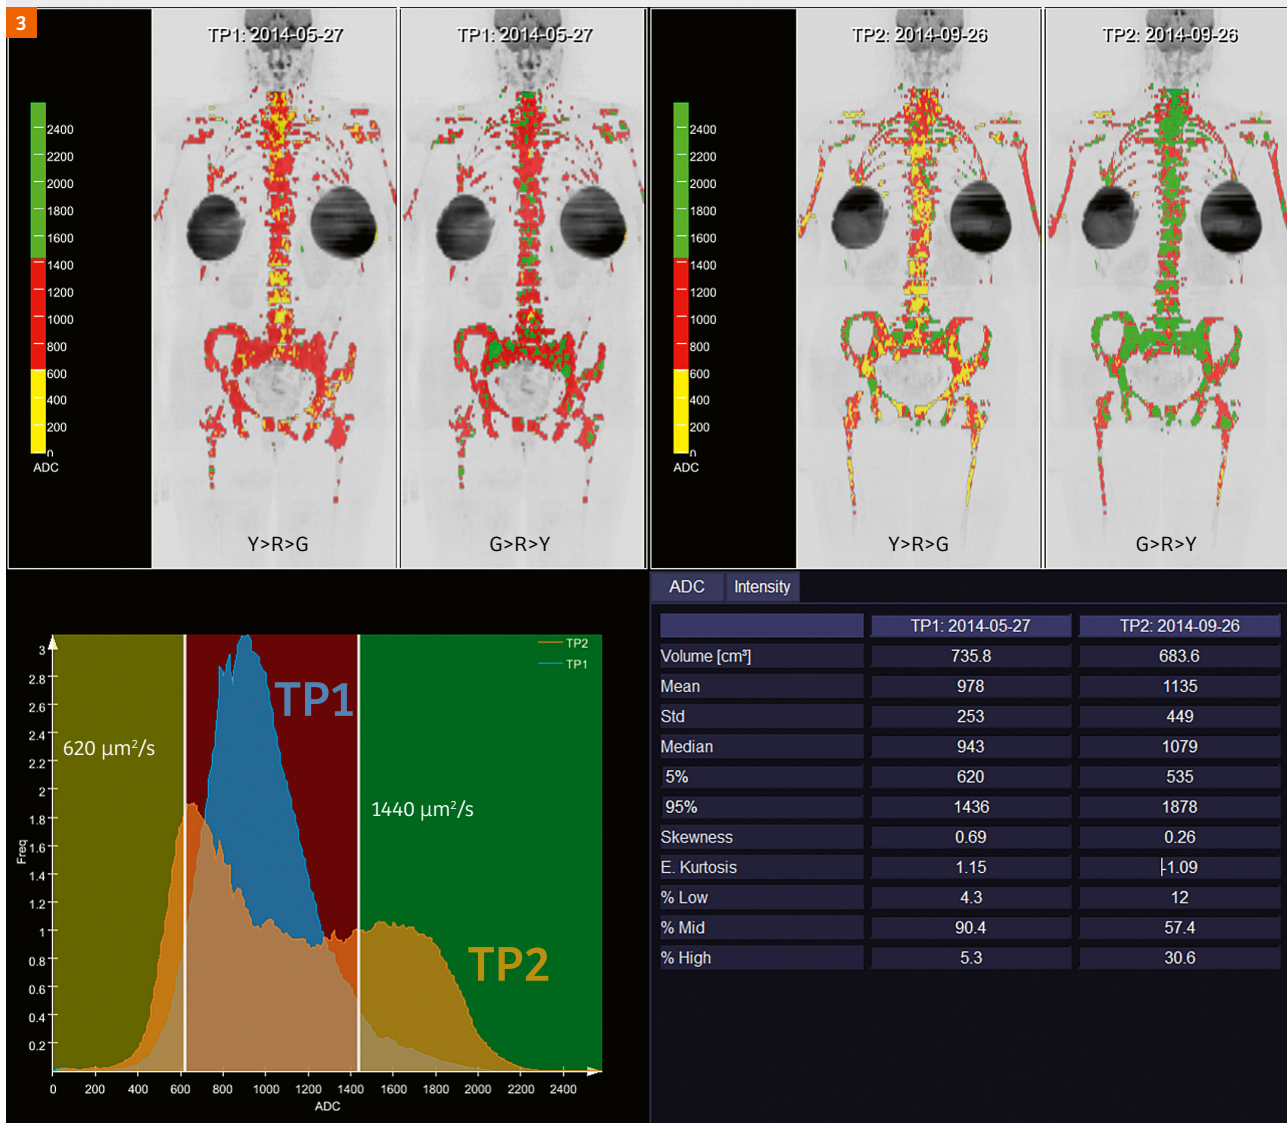 3
TP1: 2014-05-27
TP1: 2014-05-27
TP2: 2014-09-26
TP2: 2014-09-26
2400
2200
2000
1800
1600
1400
1200
1000
800
600
400
200
0
ADC
Y>R>G
G>R>Y
2400
2200
2000
1800
1600
1400
1200
1000
800
600
400
200
0
ADC
Y>R>G
G>R>Y
3
2.8
2.6
2.4
2.2
2
1.8
1.6
1.4
1.2
1
0.8
0.6
0.4
0.2
Freq
TP2
TP1
TP1
620 µm²/s
1440 µm²/s
TP2
0 200 400 600 800 1000 1200 1400 1600 1800 2000 2200 2400
ADC
ADC Intensity
TP1: 2014-05-27 TP2: 2014-09-26
Volume [cm³] 735.8 683.6
Mean 978 1135
Std 253 449
Median 943 1079
5% 620 535
95% 1436 1878
Skewness 0.69 0.26
E. Kurtosis 1.15 -1.09
% Low 4.3 12
% Mid 90.4 57.4
% High 5.3 30.6